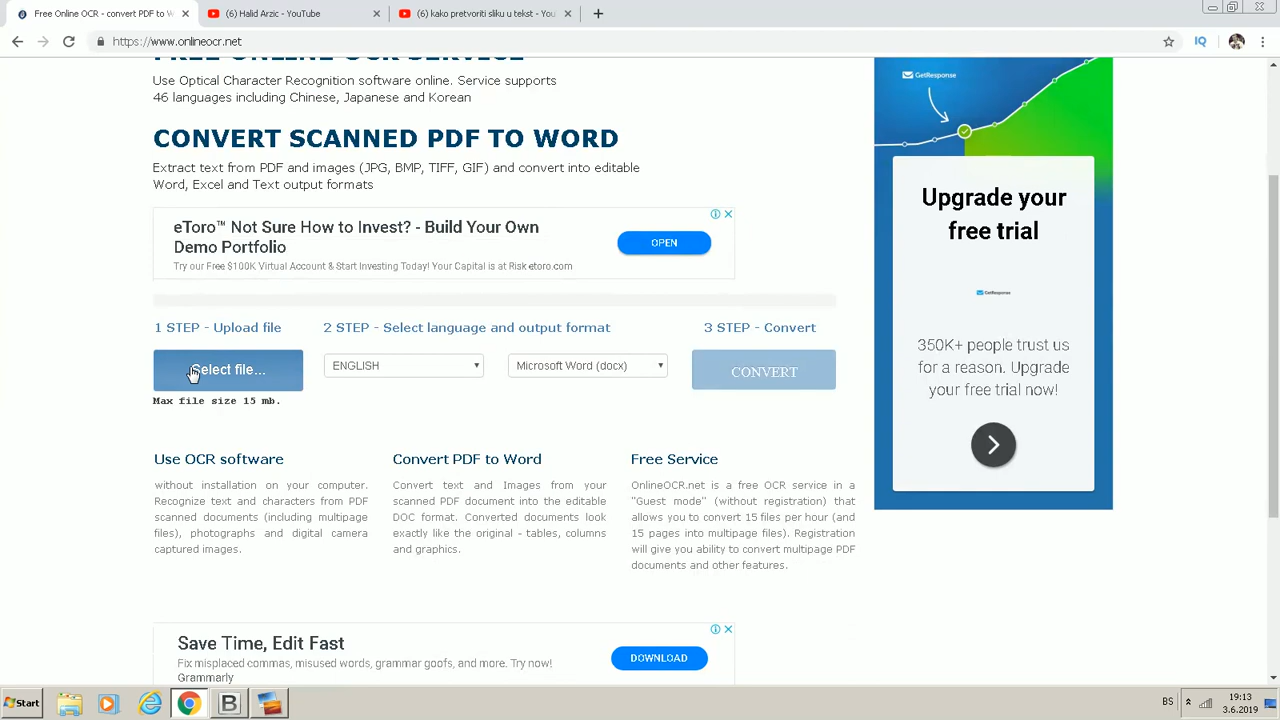 Free Online OCR - convert PDF to W
(6) Halid Arzic - YouTube
(6) kako pretvoriti sliku u tekst - You
https://www.onlineocr.net
IQ
FREE ONLINE OCR SERVICE
Use Optical Character Recognition software online. Service supports
46 languages including Chinese, Japanese and Korean
CONVERT SCANNED PDF TO WORD
Extract text from PDF and images (JPG, BMP, TIFF, GIF) and convert into editable
Word, Excel and Text output formats
eToro™ Not Sure How to Invest? - Build Your Own
Demo Portfolio
Try our Free $100K Virtual Account & Start Investing Today! Your Capital is at Risk etoro.com
OPEN
1 STEP - Upload file
2 STEP - Select language and output format
3 STEP - Convert
Select file...
ENGLISH
Microsoft Word (docx)
CONVERT
Max file size 15 mb.
Use OCR software
without installation on your computer.
Recognize text and characters from PDF
scanned documents (including multipage
files), photographs and digital camera
captured images.
Convert PDF to Word
Convert text and Images from your
scanned PDF document into the editable
DOC format. Converted documents look
exactly like the original - tables, columns
and graphics.
Free Service
OnlineOCR.net is a free OCR service in a
"Guest mode" (without registration) that
allows you to convert 15 files per hour (and
15 pages into multipage files). Registration
will give you ability to convert multipage PDF
documents and other features.
Save Time, Edit Fast
Fix misplaced commas, misused words, grammar goofs, and more. Try now!
Grammarly
DOWNLOAD
GetResponse
Upgrade your
free trial
GetResponse
350K+ people trust us
for a reason. Upgrade
your free trial now!
Start
B
BS
19:13
3.6.2019